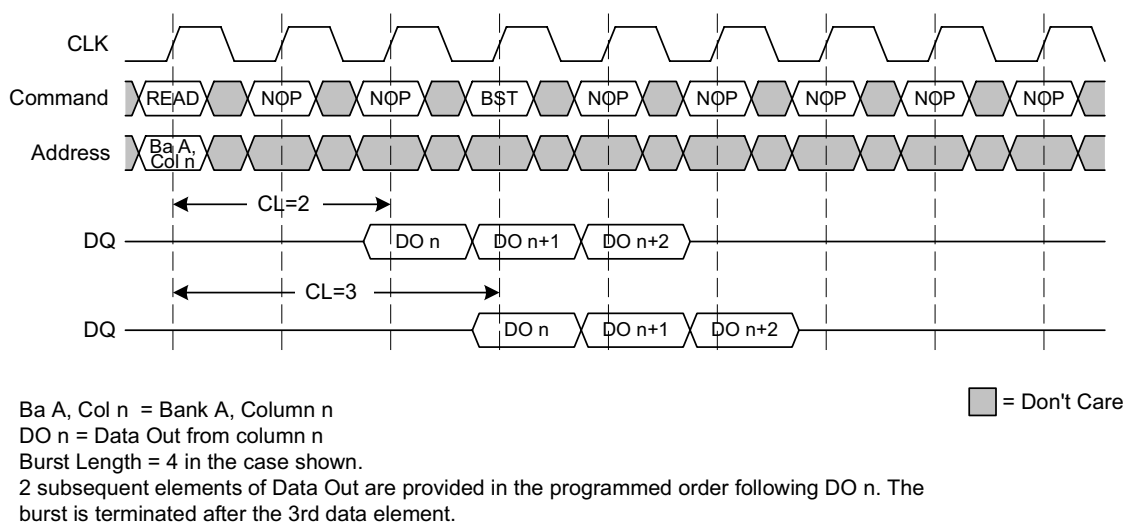 CLK
Command READ NOP NOP BST NOP NOP NOP NOP NOP
Address Ba A,
Col n
CL=2
DQ DO n DO n+1 DO n+2
CL=3
DQ DO n DO n+1 DO n+2
Ba A, Col n = Bank A, Column n
= Don't Care
DO n = Data Out from column n
Burst Length = 4 in the case shown.
2 subsequent elements of Data Out are provided in the programmed order following DO n. The
burst is terminated after the 3rd data element.